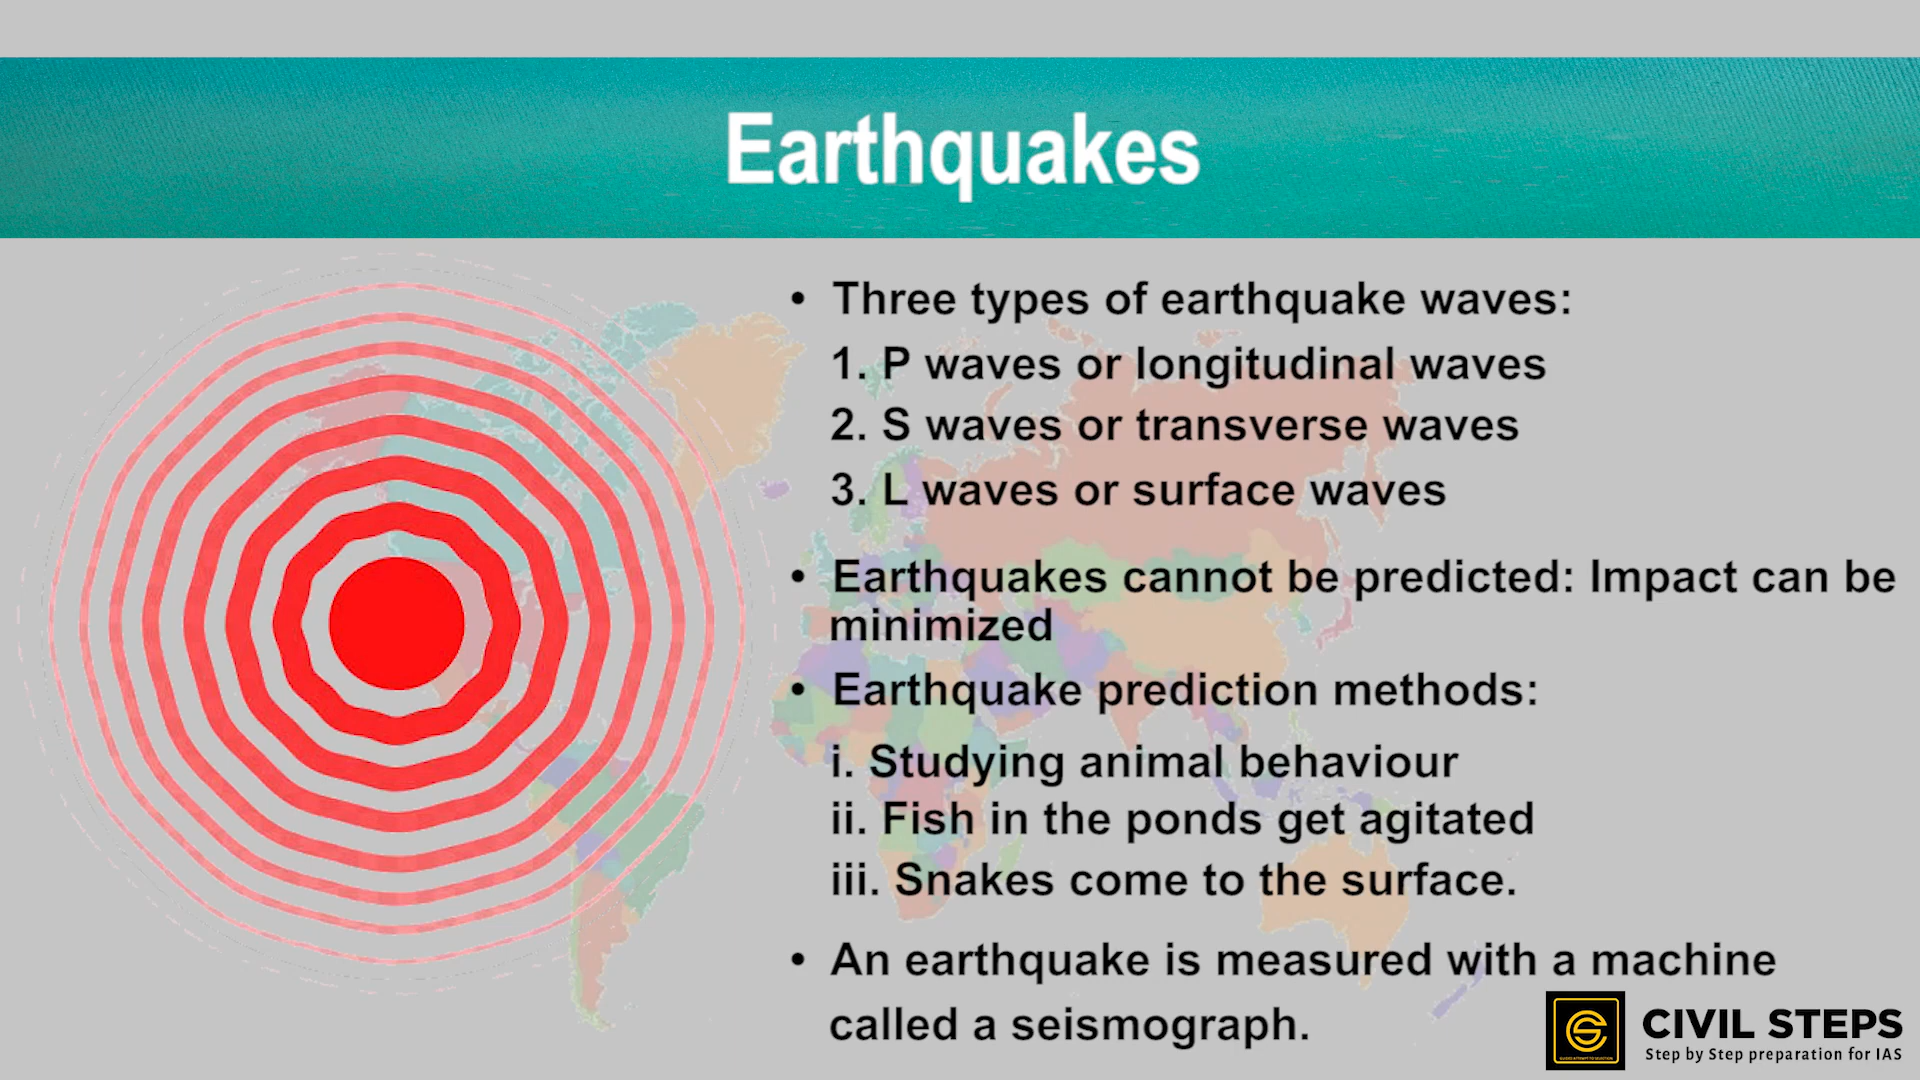 Earthquakes
• Three types of earthquake waves:
1. P waves or longitudinal waves
2. S waves or transverse waves
3. L waves or surface waves
• Earthquakes cannot be predicted: Impact can be
minimized
• Earthquake prediction methods:
i. Studying animal behaviour
ii. Fish in the ponds get agitated
iii. Snakes come to the surface.
• An earthquake is measured with a machine
called a seismograph.
CIVIL STEPS
Step by Step preparation for IAS